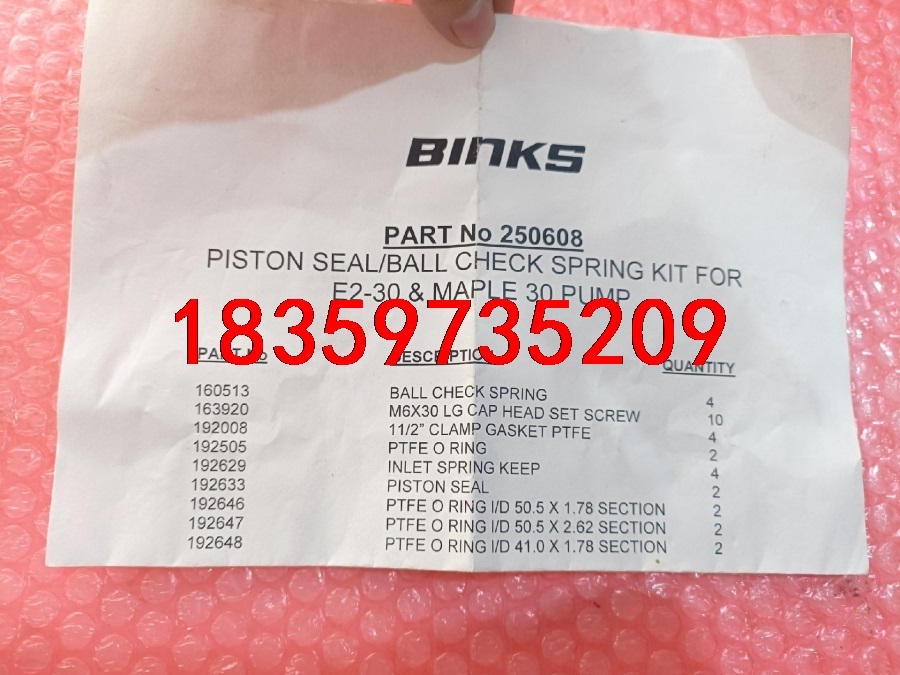 BINKS
PART No 250608
PISTON SEAL/BALL CHECK SPRING KIT FOR
E2-30 & MAPLE 30 PUMP
18359735209
PART No DESCRIPTION QUANTITY
160513 BALL CHECK SPRING 4
163920 M6X30 LG CAP HEAD SET SCREW 10
192008 11/2" CLAMP GASKET PTFE 4
192505 PTFE O RING 2
192629 INLET SPRING KEEP 4
192633 PISTON SEAL 2
192646 PTFE O RING I/D 50.5 X 1.78 SECTION 2
192647 PTFE O RING I/D 50.5 X 2.62 SECTION 2
192648 PTFE O RING I/D 41.0 X 1.78 SECTION 2